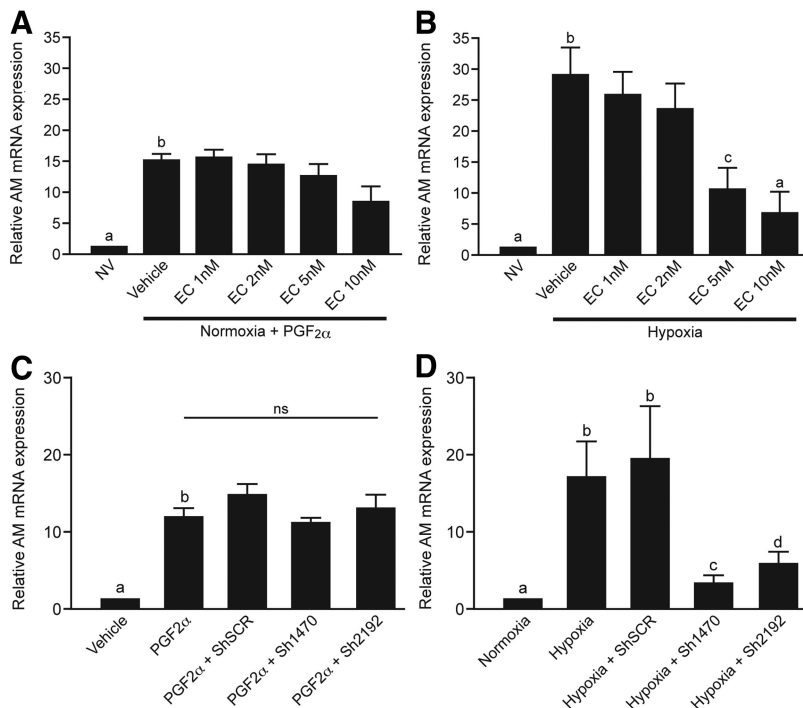 A
Relative AM mRNA expression
35
30
25
20
15
10
5
0
a
b
NV
Vehicle
EC 1nM
EC 2nM
EC 5nM
EC 10nM
Normoxia + PGF2α
B
Relative AM mRNA expression
35
30
25
20
15
10
5
0
a
b
c
a
NV
Vehicle
EC 1nM
EC 2nM
EC 5nM
EC 10nM
Hypoxia
C
Relative AM mRNA expression
30
20
10
0
ns
a
b
Vehicle
PGF2α
PGF2α + ShSCR
PGF2α + Sh1470
PGF2α + Sh2192
D
Relative AM mRNA expression
30
20
10
0
a
b
b
c
d
Normoxia
Hypoxia
Hypoxia + ShSCR
Hypoxia + Sh1470
Hypoxia + Sh2192